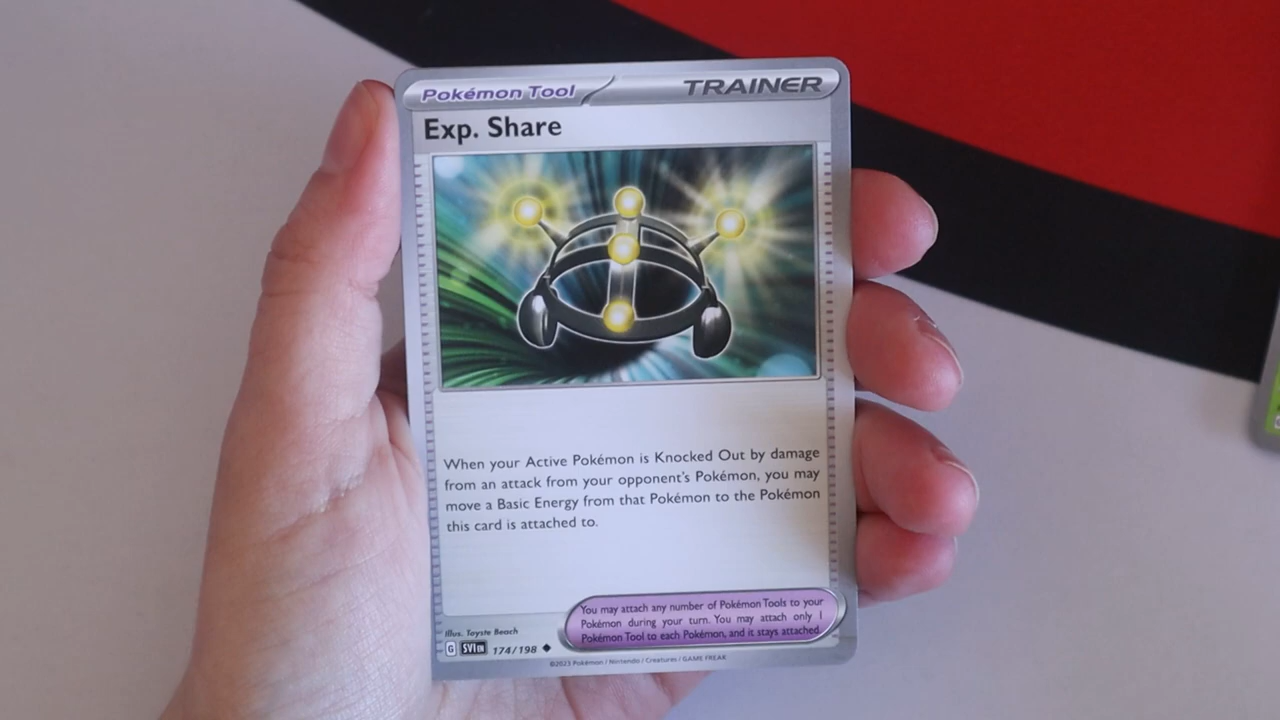 Pokémon Tool
TRAINER
Exp. Share
When your Active Pokémon is Knocked Out by damage
from an attack from your opponent's Pokémon, you may
move a Basic Energy from that Pokémon to the Pokémon
this card is attached to.
You may attach any number of Pokémon Tools to your
Pokémon during your turn. You may attach only 1
Pokémon Tool to each Pokémon, and it stays attached.
Illus. Toyste Beach
G SVI EN 174/198
©2023 Pokémon / Nintendo / Creatures / GAME FREAK